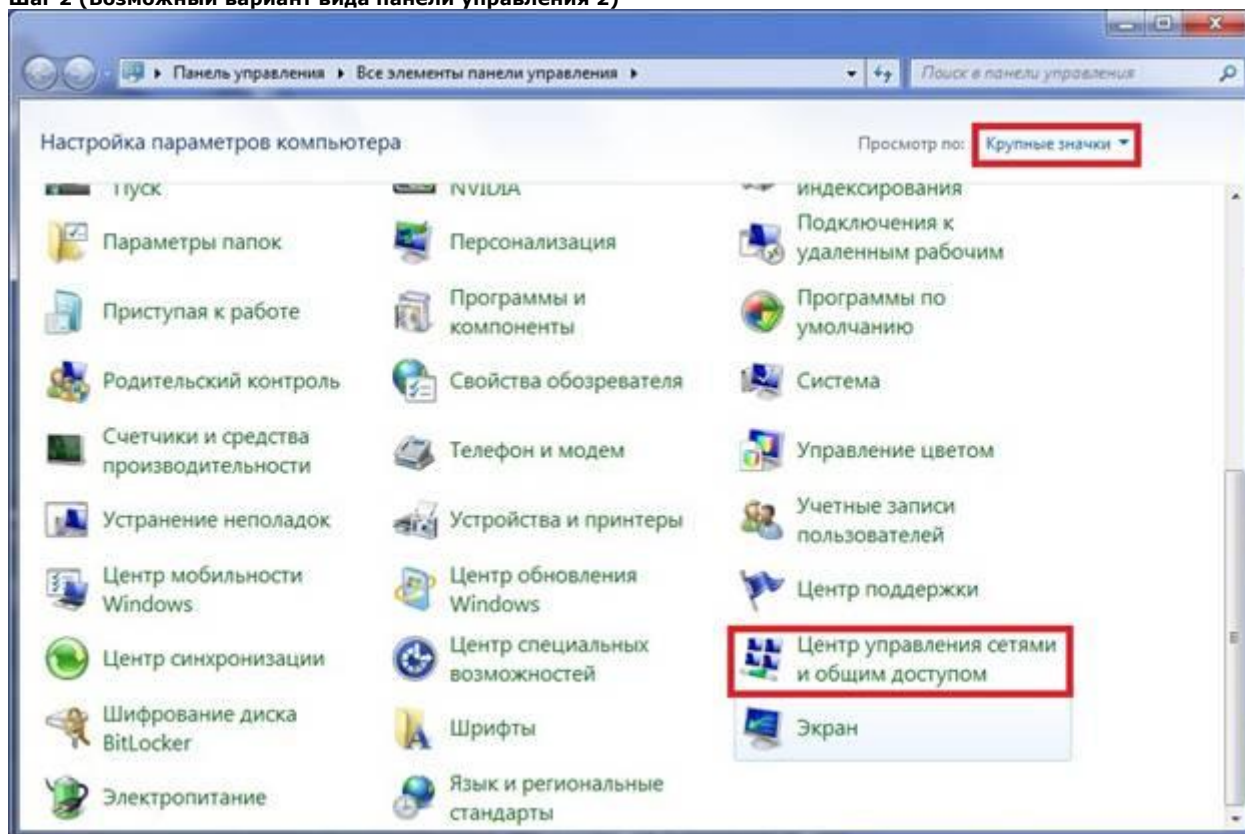 Шаг 2 (Возможный вариант вида панели управления 2)
Панель управления Все элементы панели управления
Поиск в панели управления
Настройка параметров компьютера
Просмотр по: Крупные значки
Пуск
NVIDIA
индексирования
Параметры папок
Персонализация
Подключения к
удаленным рабочим
Приступая к работе
Программы и
компоненты
Программы по
умолчанию
Родительский контроль
Свойства обозревателя
Система
Счетчики и средства
производительности
Телефон и модем
Управление цветом
Устранение неполадок
Устройства и принтеры
Учетные записи
пользователей
Центр мобильности
Windows
Центр обновления
Windows
Центр поддержки
Центр синхронизации
Центр специальных
возможностей
Центр управления сетями
и общим доступом
Шифрование диска
BitLocker
Шрифты
Экран
Электропитание
Язык и региональные
стандарты